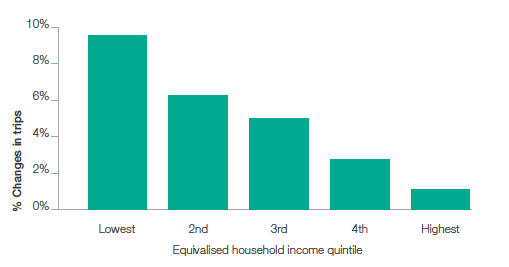 10%
8%
6%
4%
2%
0%
% Changes in trips
Lowest 2nd 3rd 4th Highest
Equivalised household income quintile